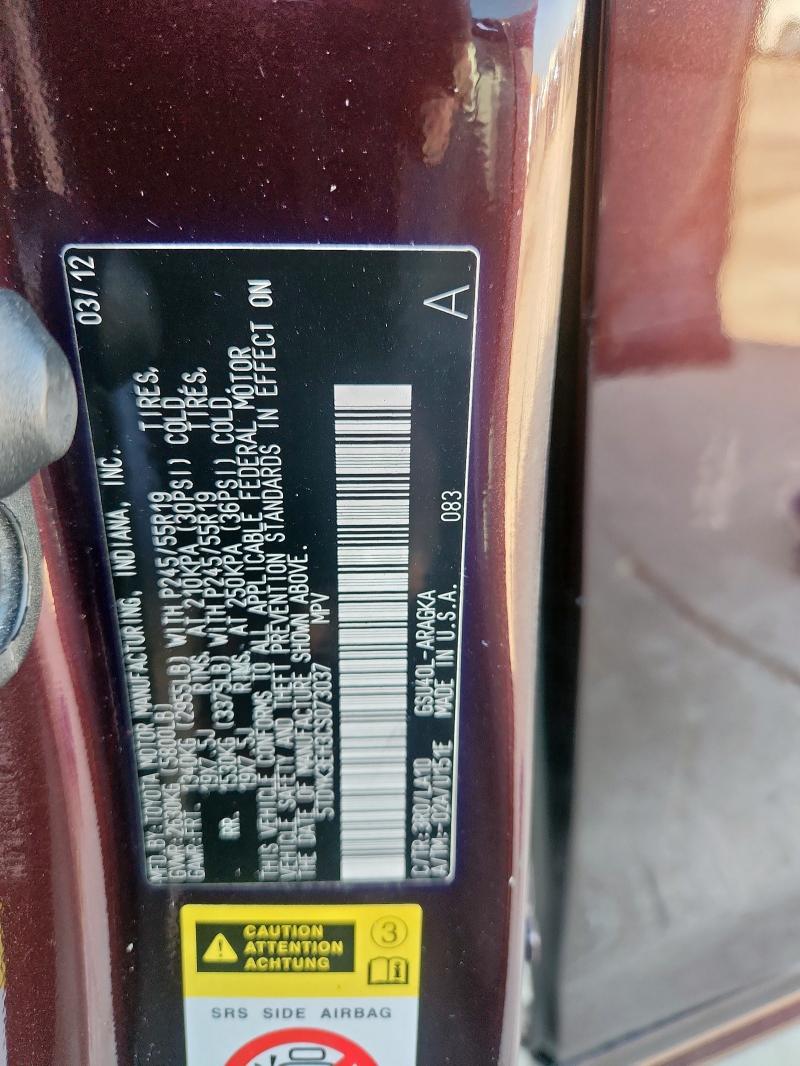 03/12
MFD.BY:TOYOTA MOTOR MANUFACTURING, INDIANA, INC.
GVWR:2630KG (5800LB)
GAWR:FRT. 1340KG (2955LB) WITH P245/55R19 TIRES,
19X7.5J RIMS, AT 210KPA (30PSI) COLD.
RR. 1530KG (3375LB) WITH P245/55R19 TIRES,
19X7.5J RIMS, AT 250KPA (36PSI) COLD.
THIS VEHICLE CONFORMS TO ALL APPLICABLE FEDERAL MOTOR
VEHICLE SAFETY AND THEFT PREVENTION STANDARDS IN EFFECT ON
THE DATE OF MANUFACTURE SHOWN ABOVE.
MPV
A
C/TR:3R0/LA10 GSU40L-ARAGKA 083
A/TM:-02A/U151E MADE IN U.S.A.
CAUTION
ATTENTION
ACHTUNG
3
SRS SIDE AIRBAG